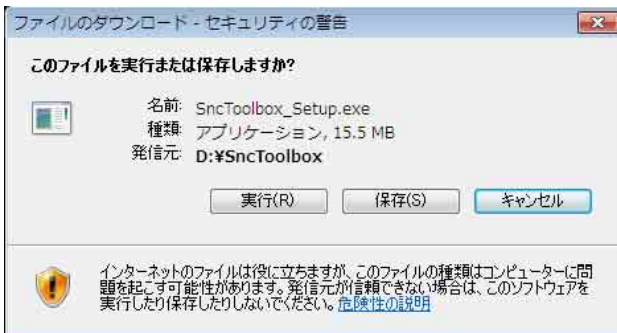 ファイルのダウンロード - セキュリティの警告
このファイルを実行または保存しますか?
名前: SncToolbox_Setup.exe
種類: アプリケーション, 15.5 MB
発信元: D:¥SncToolbox
実行(R) 保存(S) キャンセル
インターネットのファイルは役に立ちますが、このファイルの種類はコンピューターに問
題を起こす可能性があります。発信元が信頼できない場合は、このソフトウェアを
実行したり保存したりしないでください。危険性の説明